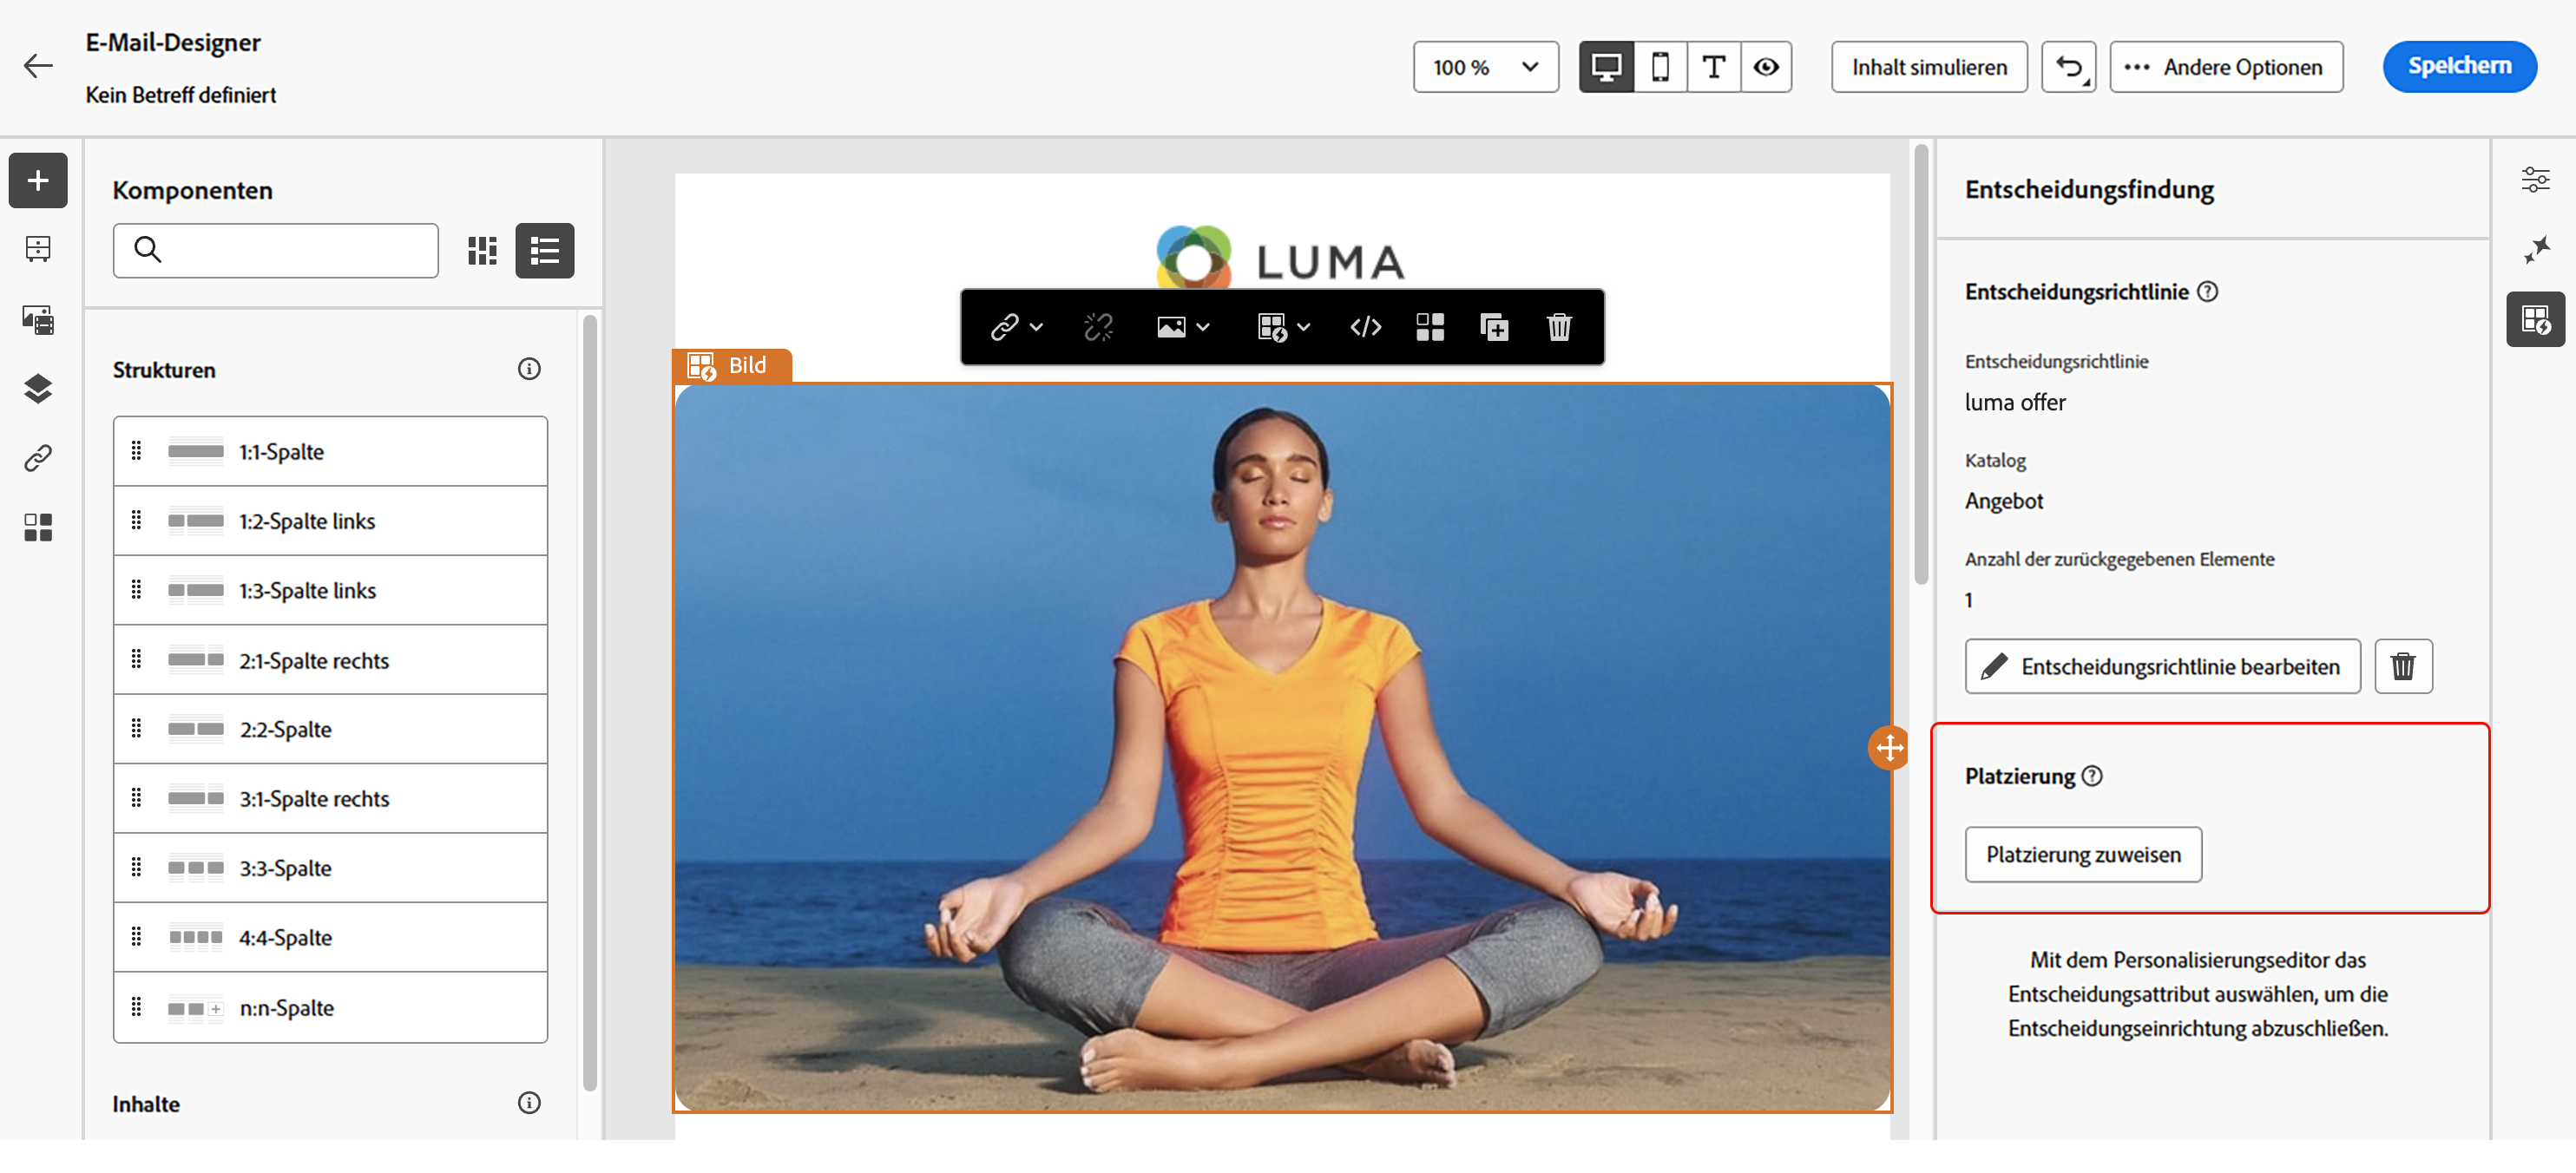 E-Mail-Designer
Kein Betreff definiert
100 %
Inhalt simulieren
Andere Optionen
Speichern
Komponenten
Strukturen
1:1-Spalte
1:2-Spalte links
1:3-Spalte links
2:1-Spalte rechts
2:2-Spalte
3:1-Spalte rechts
3:3-Spalte
4:4-Spalte
n:n-Spalte
Inhalte
LUMA
Bild
Entscheidungsfindung
Entscheidungsrichtlinie
Entscheidungsrichtlinie
luma offer
Katalog
Angebot
Anzahl der zurückgegebenen Elemente
1
Entscheidungsrichtlinie bearbeiten
Platzierung
Platzierung zuweisen
Mit dem Personalisierungseditor das
Entscheidungsattribut auswählen, um die
Entscheidungseinrichtung abzuschließen.